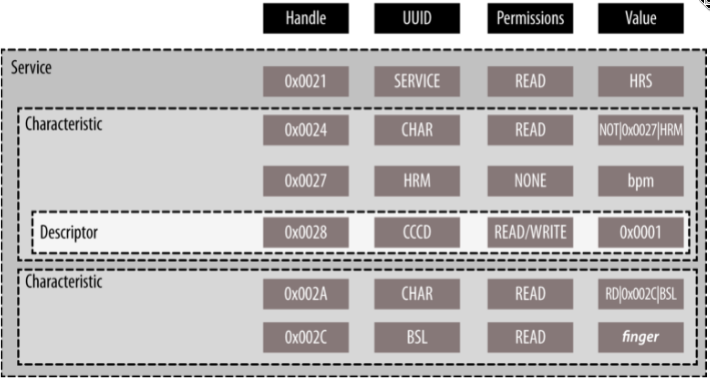 Handle UUID Permissions Value
Service 0x0021 SERVICE READ HRS
Characteristic 0x0024 CHAR READ NOT|0x0027|HRM
0x0027 HRM NONE bpm
Descriptor 0x0028 CCCD READ/WRITE 0x0001
Characteristic 0x002A CHAR READ RD|0x002C|BSL
0x002C BSL READ finger